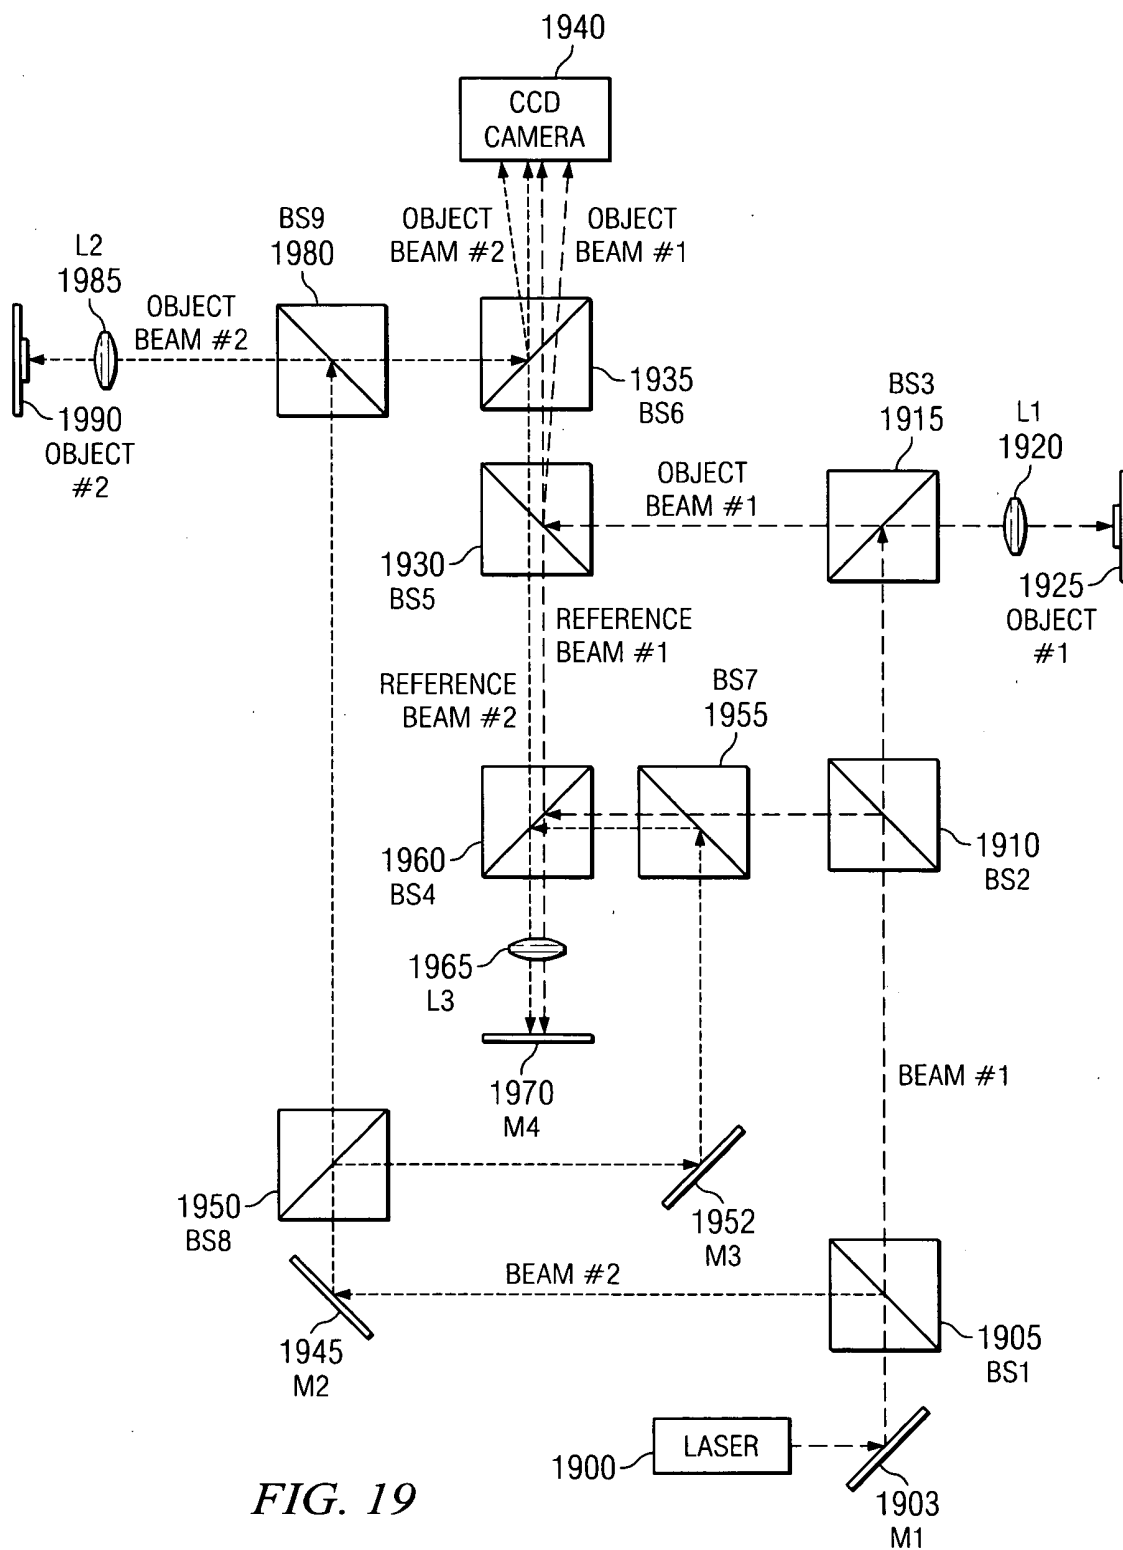 1940
CCD
CAMERA
BS9
1980
OBJECT
BEAM #2
OBJECT
BEAM #1
L2
1985
OBJECT
BEAM #2
1990
OBJECT
#2
1935
BS6
BS3
1915
L1
1920
OBJECT
BEAM #1
1930
BS5
1925
OBJECT
#1
REFERENCE
BEAM #1
REFERENCE
BEAM #2
BS7
1955
1960
BS4
1910
BS2
1965
L3
1970
M4
BEAM #1
1950
BS8
1952
M3
BEAM #2
1945
M2
1905
BS1
LASER
1900
1903
M1
FIG. 19